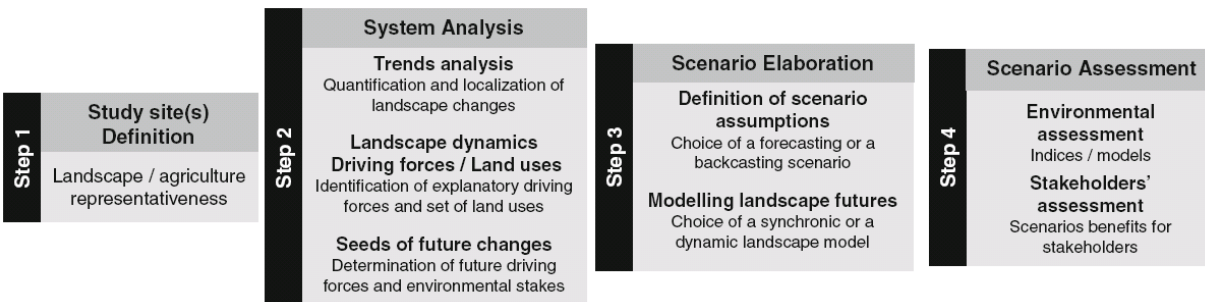 Step 1
Study site(s)
Definition
Landscape / agriculture
representativeness
Step 2
System Analysis
Trends analysis
Quantification and localization of
landscape changes
Landscape dynamics
Driving forces / Land uses
Identification of explanatory driving
forces and set of land uses
Seeds of future changes
Determination of future driving
forces and environmental stakes
Step 3
Scenario Elaboration
Definition of scenario
assumptions
Choice of a forecasting or a
backcasting scenario
Modelling landscape futures
Choice of a synchronic or a
dynamic landscape model
Step 4
Scenario Assessment
Environmental
assessment
Indices / models
Stakeholders’
assessment
Scenarios benefits for
stakeholders